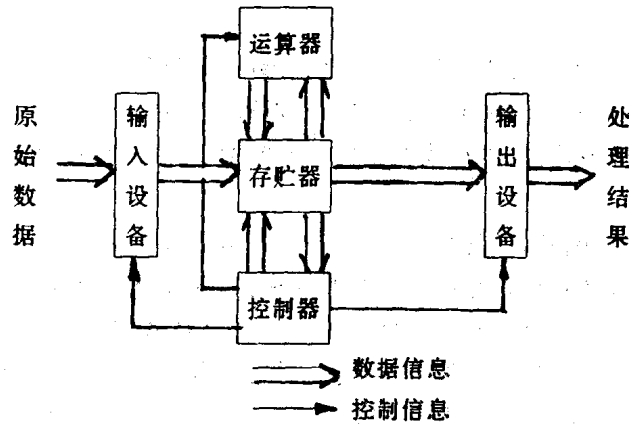 运算器
原始数据
输入设备
存贮器
输出设备
处理结果
控制器
数据信息
控制信息